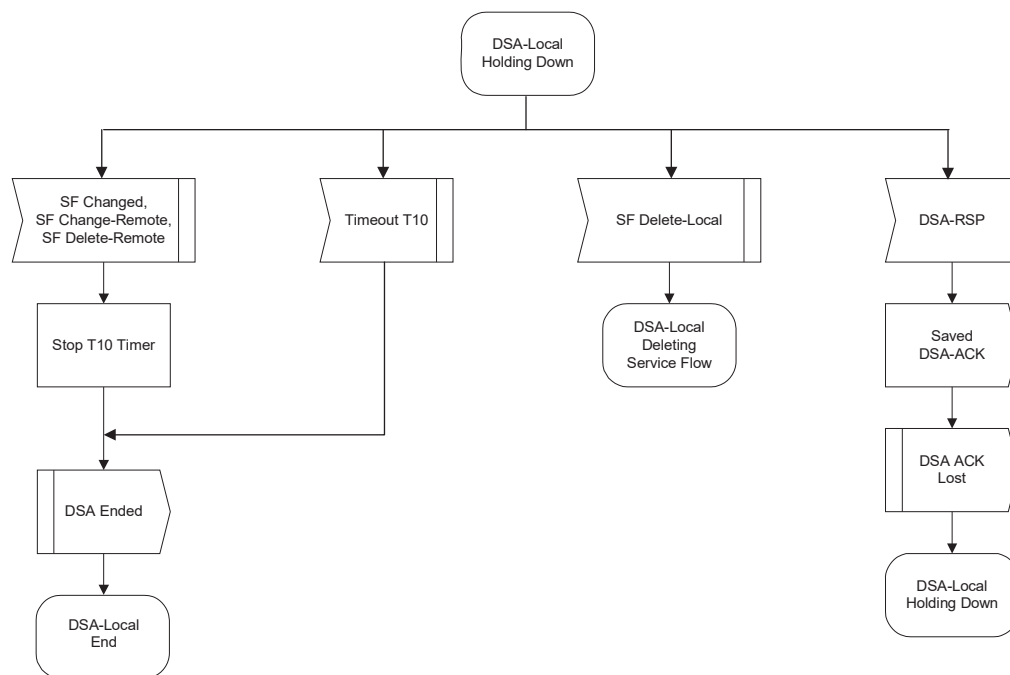 DSA-Local
Holding Down
SF Changed,
SF Change-Remote,
SF Delete-Remote
Timeout T10
SF Delete-Local
DSA-RSP
Stop T10 Timer
DSA-Local
Deleting
Service Flow
Saved
DSA-ACK
DSA Ended
DSA ACK
Lost
DSA-Local
End
DSA-Local
Holding Down